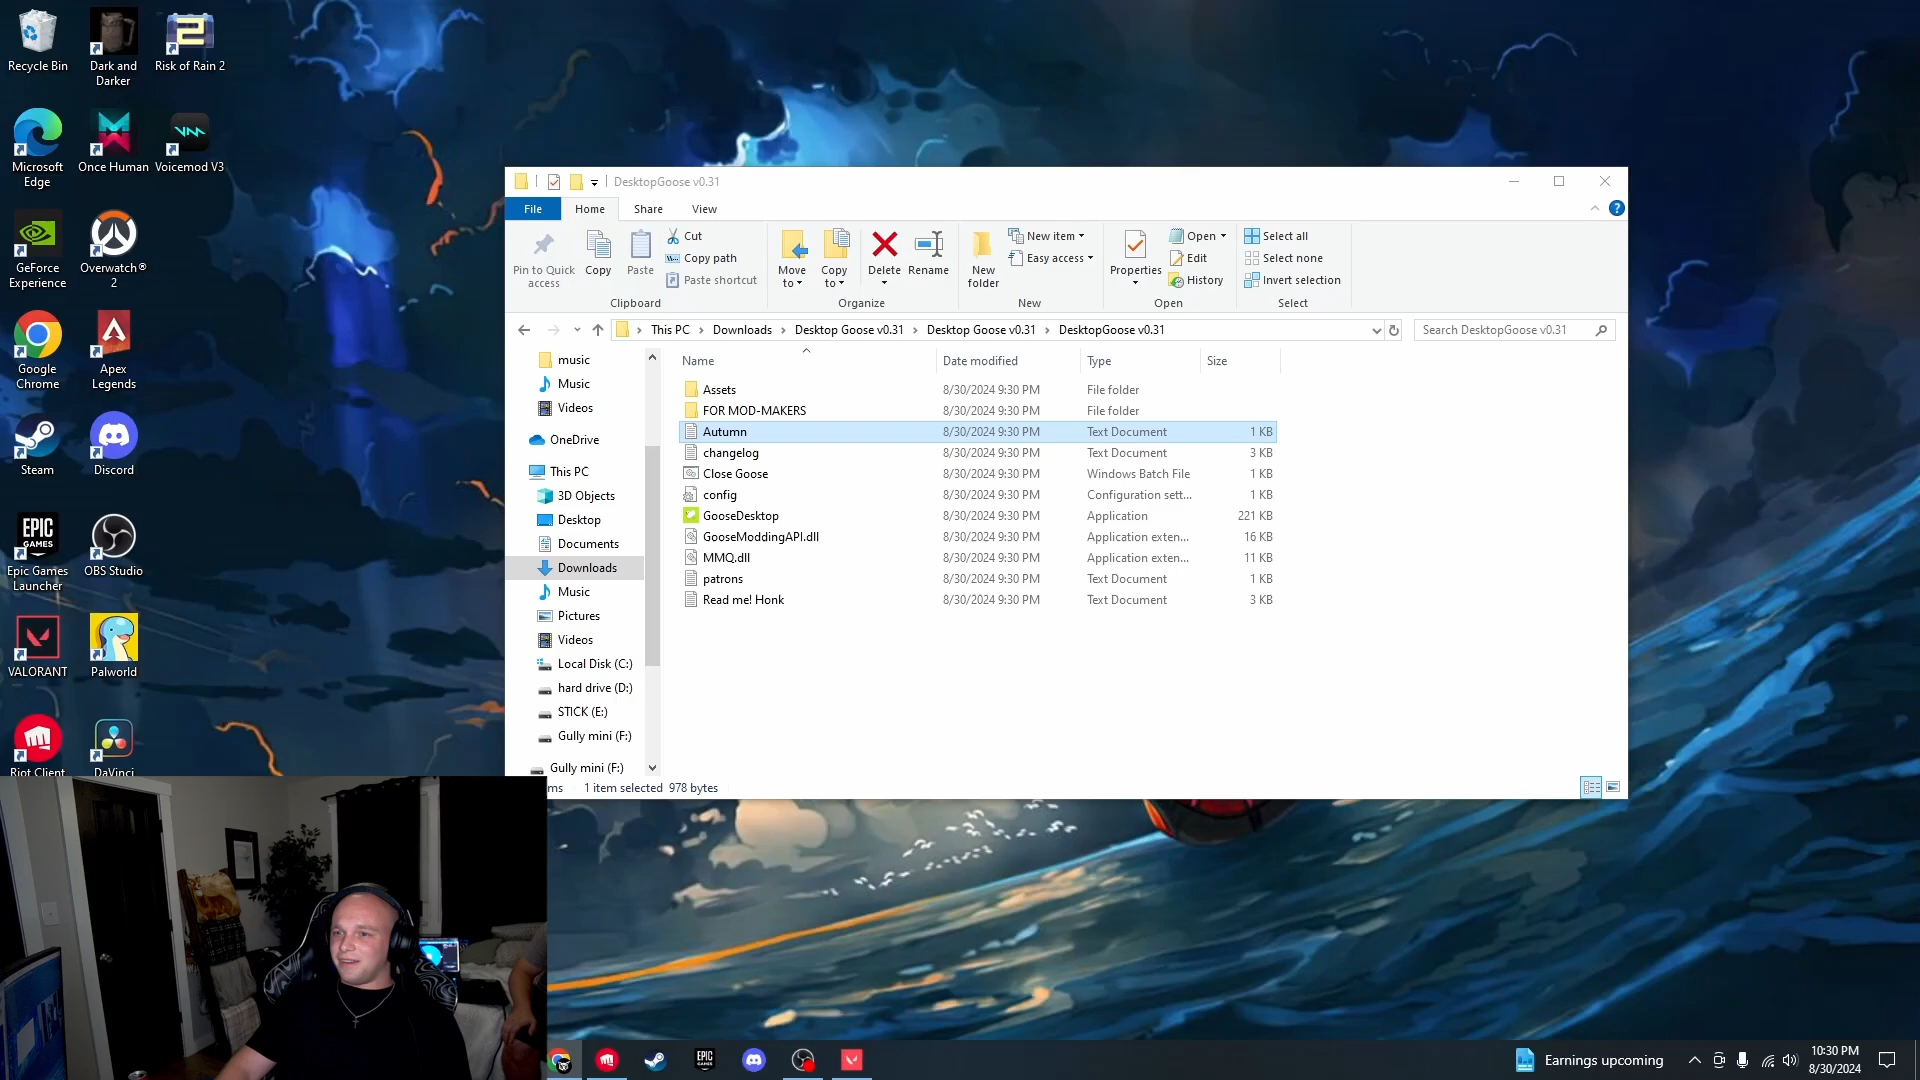 Recycle Bin
Dark and
Darker
Risk of Rain 2
Microsoft
Edge
Once Human
Voicemod V3
GeForce
Experience
Overwatch®
2
Google
Chrome
Apex
Legends
Steam
Discord
EPIC
GAMES
Epic Games
Launcher
OBS Studio
VALORANT
Palworld
Riot Client
DaVinci
DesktopGoose v0.31
File
Home
Share
View
Pin to Quick
access
Copy
Paste
Cut
Copy path
Paste shortcut
Clipboard
Move
to
Copy
to
Delete
Rename
Organize
New
folder
New item
Easy access
New
Properties
Open
Edit
History
Open
Select all
Select none
Invert selection
Select
This PC
Downloads
Desktop Goose v0.31
Desktop Goose v0.31
DesktopGoose v0.31
Search DesktopGoose v0.31
music
Music
Videos
OneDrive
This PC
3D Objects
Desktop
Documents
Downloads
Music
Pictures
Videos
Local Disk (C:)
hard drive (D:)
STICK (E:)
Gully mini (F:)
Gully mini (F:)
Name Date modified Type Size
Assets 8/30/2024 9:30 PM File folder
FOR MOD-MAKERS 8/30/2024 9:30 PM File folder
Autumn 8/30/2024 9:30 PM Text Document 1 KB
changelog 8/30/2024 9:30 PM Text Document 3 KB
Close Goose 8/30/2024 9:30 PM Windows Batch File 1 KB
config 8/30/2024 9:30 PM Configuration sett... 1 KB
GooseDesktop 8/30/2024 9:30 PM Application 221 KB
GooseModdingAPI.dll 8/30/2024 9:30 PM Application exten... 16 KB
MMQ.dll 8/30/2024 9:30 PM Application exten... 11 KB
patrons 8/30/2024 9:30 PM Text Document 1 KB
Read me! Honk 8/30/2024 9:30 PM Text Document 3 KB
ms 1 item selected 978 bytes
EPIC
GAMES
Earnings upcoming
10:30 PM
8/30/2024